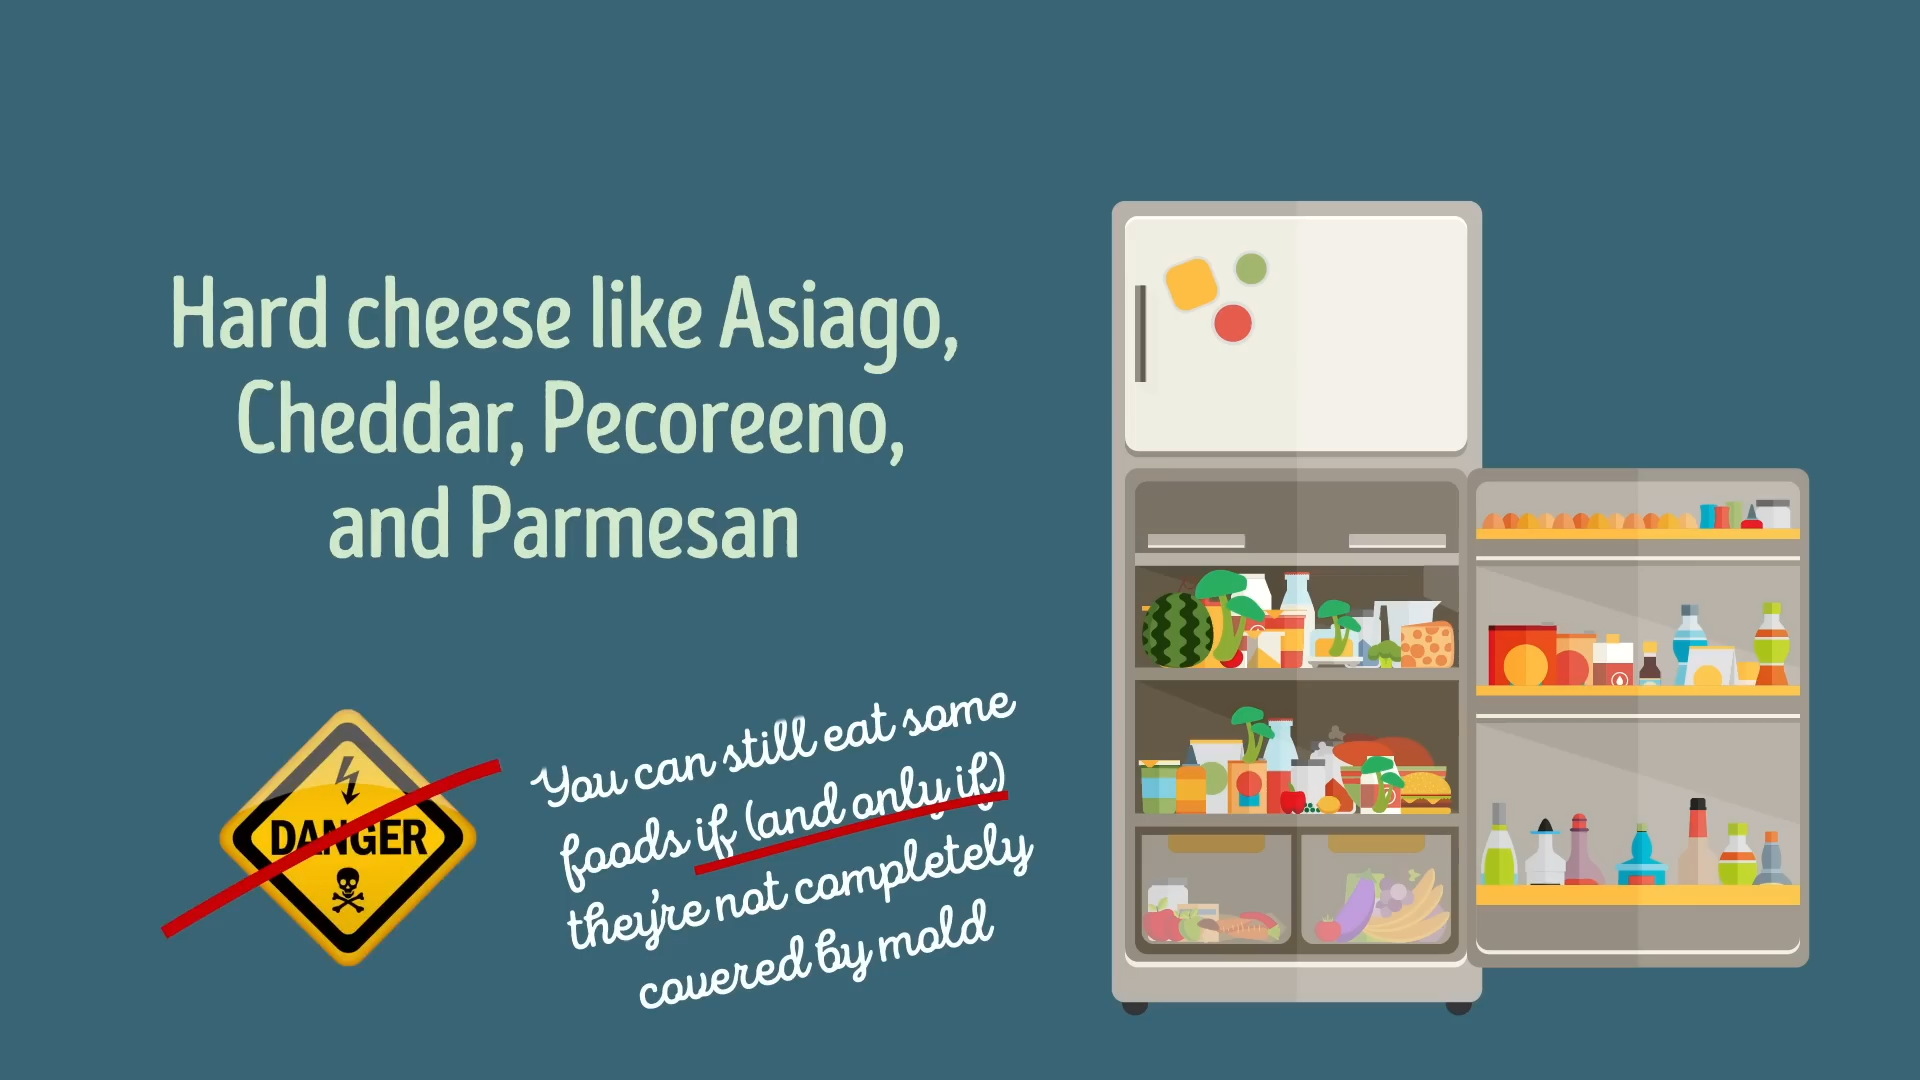 Hard cheese like Asiago,
Cheddar, Pecoreeno,
and Parmesan
DANGER
You can still eat some
foods if (and only if)
they're not completely
covered by mold